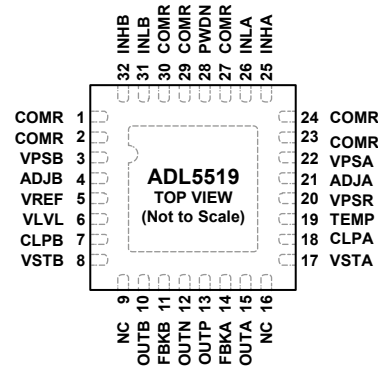 32 INHB
31 INLB
30 COMR
29 COMR
28 PWDN
27 COMR
26 INLA
25 INHA
COMR 1
COMR 2
VPSB 3
ADJB 4
VREF 5
VLVL 6
CLPB 7
VSTB 8
ADL5519
TOP VIEW
(Not to Scale)
24 COMR
23 COMR
22 VPSA
21 ADJA
20 VPSR
19 TEMP
18 CLPA
17 VSTA
NC 9
OUTB 10
FBKB 11
OUTN 12
OUTP 13
FBKA 14
OUTA 15
NC 16